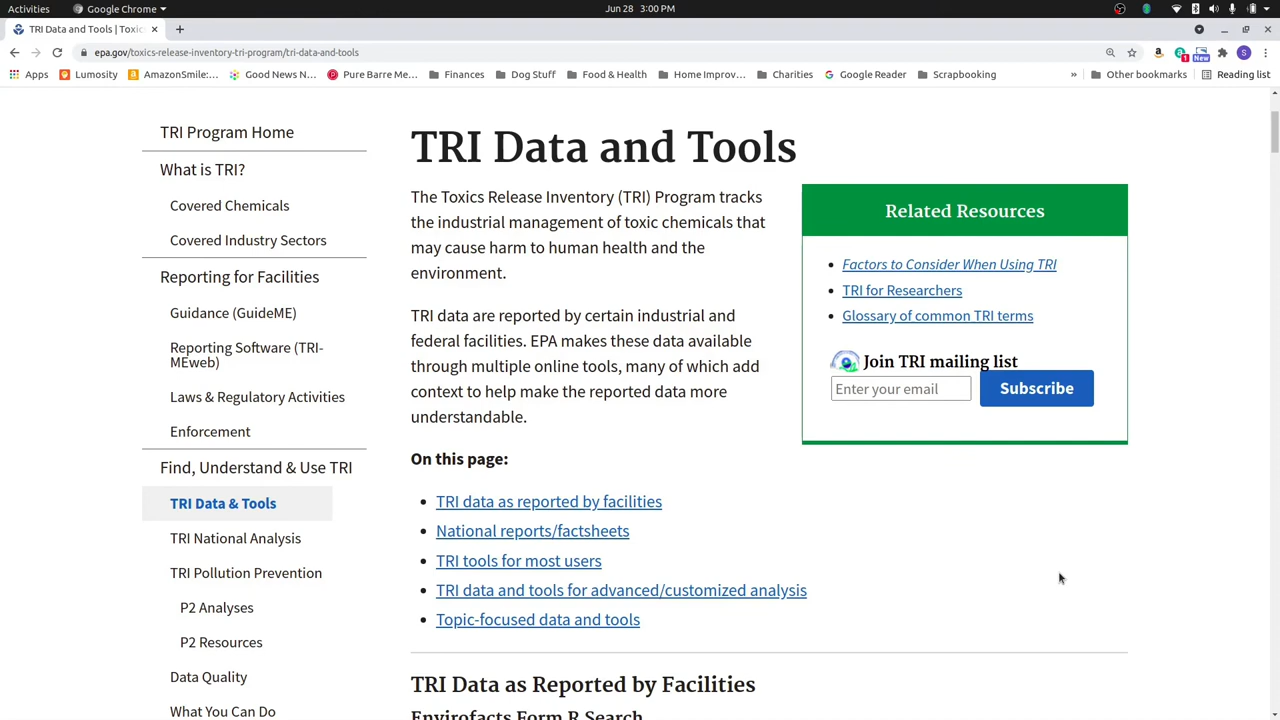 Activities
Google Chrome
Jun 28 3:00 PM
TRI Data and Tools | Toxic
epa.gov/toxics-release-inventory-tri-program/tri-data-and-tools
S
Apps
Lumosity
AmazonSmile:...
Good News N...
Pure Barre Me...
Finances
Dog Stuff
Food & Health
Home Improv...
Charities
Google Reader
Scrapbooking
»
Other bookmarks
Reading list
1
New
TRI Program Home
What is TRI?
Covered Chemicals
Covered Industry Sectors
Reporting for Facilities
Guidance (GuideME)
Reporting Software (TRI-
MEweb)
Laws & Regulatory Activities
Enforcement
Find, Understand & Use TRI
TRI Data & Tools
TRI National Analysis
TRI Pollution Prevention
P2 Analyses
P2 Resources
Data Quality
What You Can Do
TRI Data and Tools
The Toxics Release Inventory (TRI) Program tracks
the industrial management of toxic chemicals that
may cause harm to human health and the
environment.
TRI data are reported by certain industrial and
federal facilities. EPA makes these data available
through multiple online tools, many of which add
context to help make the reported data more
understandable.
On this page:
• TRI data as reported by facilities
• National reports/factsheets
• TRI tools for most users
• TRI data and tools for advanced/customized analysis
• Topic-focused data and tools
TRI Data as Reported by Facilities
Envirofacts Form R Search
Related Resources
• Factors to Consider When Using TRI
• TRI for Researchers
• Glossary of common TRI terms
Join TRI mailing list
Enter your email
Subscribe